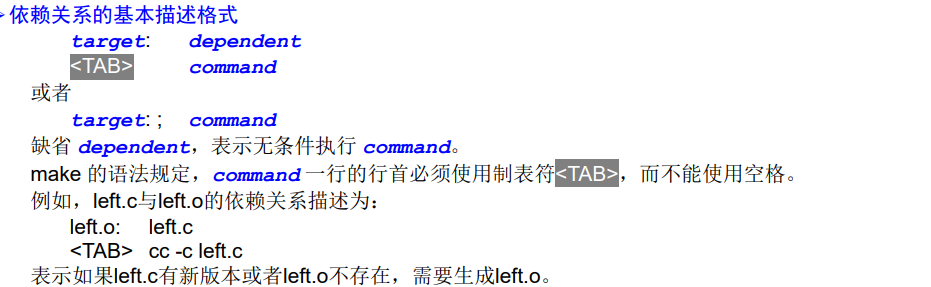 依赖关系的基本描述格式
target: dependent
<TAB> command
或者
target: ; command
缺省 dependent，表示无条件执行 command。
make 的语法规定，command 一行的行首必须使用制表符<TAB>，而不能使用空格。
例如，left.c与left.o的依赖关系描述为：
left.o: left.c
<TAB> cc -c left.c
表示如果left.c有新版本或者left.o不存在，需要生成left.o。